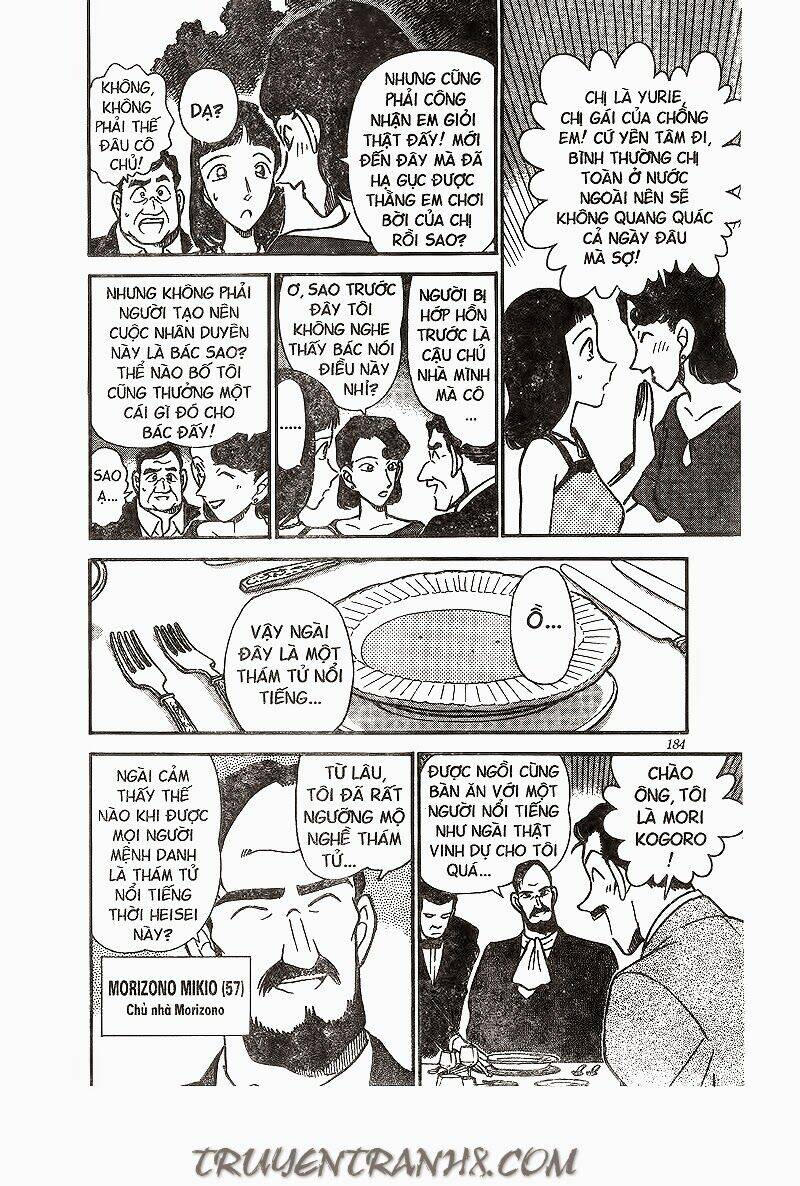 CHỊ LÀ YURIE,
CHỊ GÁI CỦA CHỒNG
EM! CỨ YÊN TÂM ĐI,
BÌNH THƯỜNG CHỊ
TOÀN Ở NƯỚC
NGOÀI NÊN SẼ
KHÔNG QUANG QUÁC
CẢ NGÀY ĐÂU
MÀ SỢ!
NHƯNG CŨNG
PHẢI CÔNG
NHẬN EM GIỎI
THẬT ĐẤY! MỚI
ĐẾN ĐÂY MÀ ĐÃ
HẠ GỤC ĐƯỢC
THẰNG EM CHƠI
BỜI CỦA CHỊ
RỒI SAO?
DẠ?
KHÔNG,
KHÔNG
PHẢI THẾ
ĐÂU CÔ
CHỦ!
NGƯỜI BỊ
HỚP HỒN
TRƯỚC LÀ
CẬU CHỦ
NHÀ MÌNH
MÀ CÔ
...
Ơ, SAO TRƯỚC
ĐÂY TÔI
KHÔNG NGHE
THẤY BÁC NÓI
ĐIỀU NÀY
NHỈ?
.....
NHƯNG KHÔNG PHẢI
NGƯỜI TẠO NÊN
CUỘC NHÂN DUYÊN
NÀY LÀ BÁC SAO?
THỂ NÀO BỐ TÔI
CŨNG THƯỞNG MỘT
CÁI GÌ ĐÓ CHO
BÁC ĐẤY!
SAO
Ạ...
Ồ...
VẬY NGÀI
ĐÂY LÀ MỘT
THÁM TỬ NỔI
TIẾNG...
184
CHÀO
ÔNG, TÔI
LÀ MORI
KOGORO
!
ĐƯỢC NGỒI CÙNG
BÀN ĂN VỚI MỘT
NGƯỜI NỔI TIẾNG
NHƯ NGÀI THẬT
VINH DỰ CHO TÔI
QUÁ...
TỪ LÂU,
TÔI ĐÃ RẤT
NGƯỠNG MỘ
NGHỀ THÁM
TỬ...
NGÀI CẢM
THẤY THẾ
NÀO KHI ĐƯỢC
MỌI NGƯỜI
MỆNH DANH
LÀ THÁM TỬ
NỔI TIẾNG
THỜI HEISEI
NÀY?
MORIZONO MIKIO (57)
Chủ nhà Morizono
TRUYENTRANH8.COM